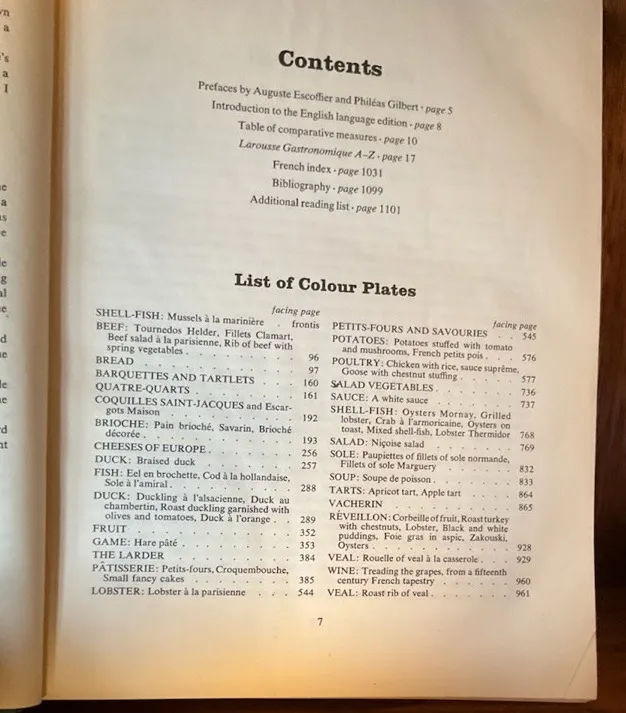 wn
a
's
a
I
Contents
Prefaces by Auguste Escoffier and Philéas Gilbert · page 5
Introduction to the English language edition · page 8
Table of comparative measures · page 10
Larousse Gastronomique A–Z · page 17
French index · page 1031
Bibliography · page 1099
Additional reading list · page 1101
List of Colour Plates
facing page
SHELL-FISH: Mussels à la marinière . frontis
BEEF: Tournedos Helder, Fillets Clamart,
Beef salad à la parisienne, Rib of beef with
spring vegetables . . . . . . . 96
BREAD . . . . . . . . . . 97
BARQUETTES AND TARTLETS . . . . 160
QUATRE-QUARTS . . . . . . . 161
COQUILLES SAINT-JACQUES and Escar-
gots Maison . . . . . . . . 192
BRIOCHE: Pain brioché, Savarin, Brioché
décorée . . . . . . . . . 193
CHEESES OF EUROPE . . . . . . 256
DUCK: Braised duck . . . . . . 257
FISH: Eel en brochette, Cod à la hollandaise,
Sole à l'amiral . . . . . . . . 288
DUCK: Duckling à l'alsacienne, Duck au
chambertin, Roast duckling garnished with
olives and tomatoes, Duck à l'orange . . 289
FRUIT . . . . . . . . . . 352
GAME: Hare pâté . . . . . . . 353
THE LARDER . . . . . . . . 384
PÂTISSERIE: Petits-fours, Croquembouche,
Small fancy cakes . . . . . . . 385
LOBSTER: Lobster à la parisienne . . . 544
facing page
PETITS-FOURS AND SAVOURIES . . 545
POTATOES: Potatoes stuffed with tomato
and mushrooms, French petits pois . . . 576
POULTRY: Chicken with rice, sauce suprême,
Goose with chestnut stuffing . . . . 577
SALAD VEGETABLES . . . . . . 736
SAUCE: A white sauce . . . . . . 737
SHELL-FISH: Oysters Mornay, Grilled
lobster, Crab à l'armoricaine, Oysters on
toast, Mixed shell-fish, Lobster Thermidor 768
SALAD: Niçoise salad . . . . . . 769
SOLE: Paupiettes of fillets of sole normande,
Fillets of sole Marguery . . . . . 832
SOUP: Soupe de poisson . . . . . . 833
TARTS: Apricot tart, Apple tart . . . . 864
VACHERIN . . . . . . . . . 865
RÉVEILLON: Corbeille of fruit, Roast turkey
with chestnuts, Lobster, Black and white
puddings, Foie gras in aspic, Zakouski,
Oysters . . . . . . . . . . 928
VEAL: Rouelle of veal à la casserole . . . 929
WINE: Treading the grapes, from a fifteenth
century French tapestry . . . . . 960
VEAL: Roast rib of veal . . . . . . 961
7